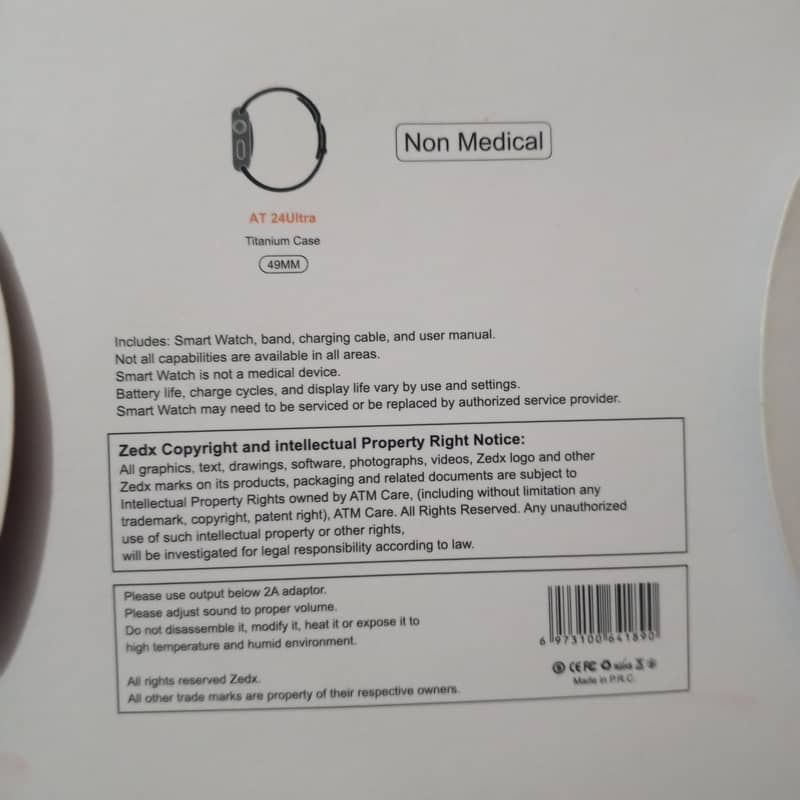 Non Medical
AT 24Ultra
Titanium Case
49MM
Includes: Smart Watch, band, charging cable, and user manual.
Not all capabilities are available in all areas.
Smart Watch is not a medical device.
Battery life, charge cycles, and display life vary by use and settings.
Smart Watch may need to be serviced or be replaced by authorized service provider.
Zedx Copyright and intellectual Property Right Notice:
All graphics, text, drawings, software, photographs, videos, Zedx logo and other
Zedx marks on its products, packaging and related documents are subject to
Intellectual Property Rights owned by ATM Care, (including without limitation any
trademark, copyright, patent right), ATM Care. All Rights Reserved. Any unauthorized
use of such intellectual property or other rights,
will be investigated for legal responsibility according to law.
Please use output below 2A adaptor.
Please adjust sound to proper volume.
Do not disassemble it, modify it, heat it or expose it to
high temperature and humid environment.
All rights reserved Zedx.
All other trade marks are property of their respective owners.
6 973100 641890
CE FC
Made in P.R.C.